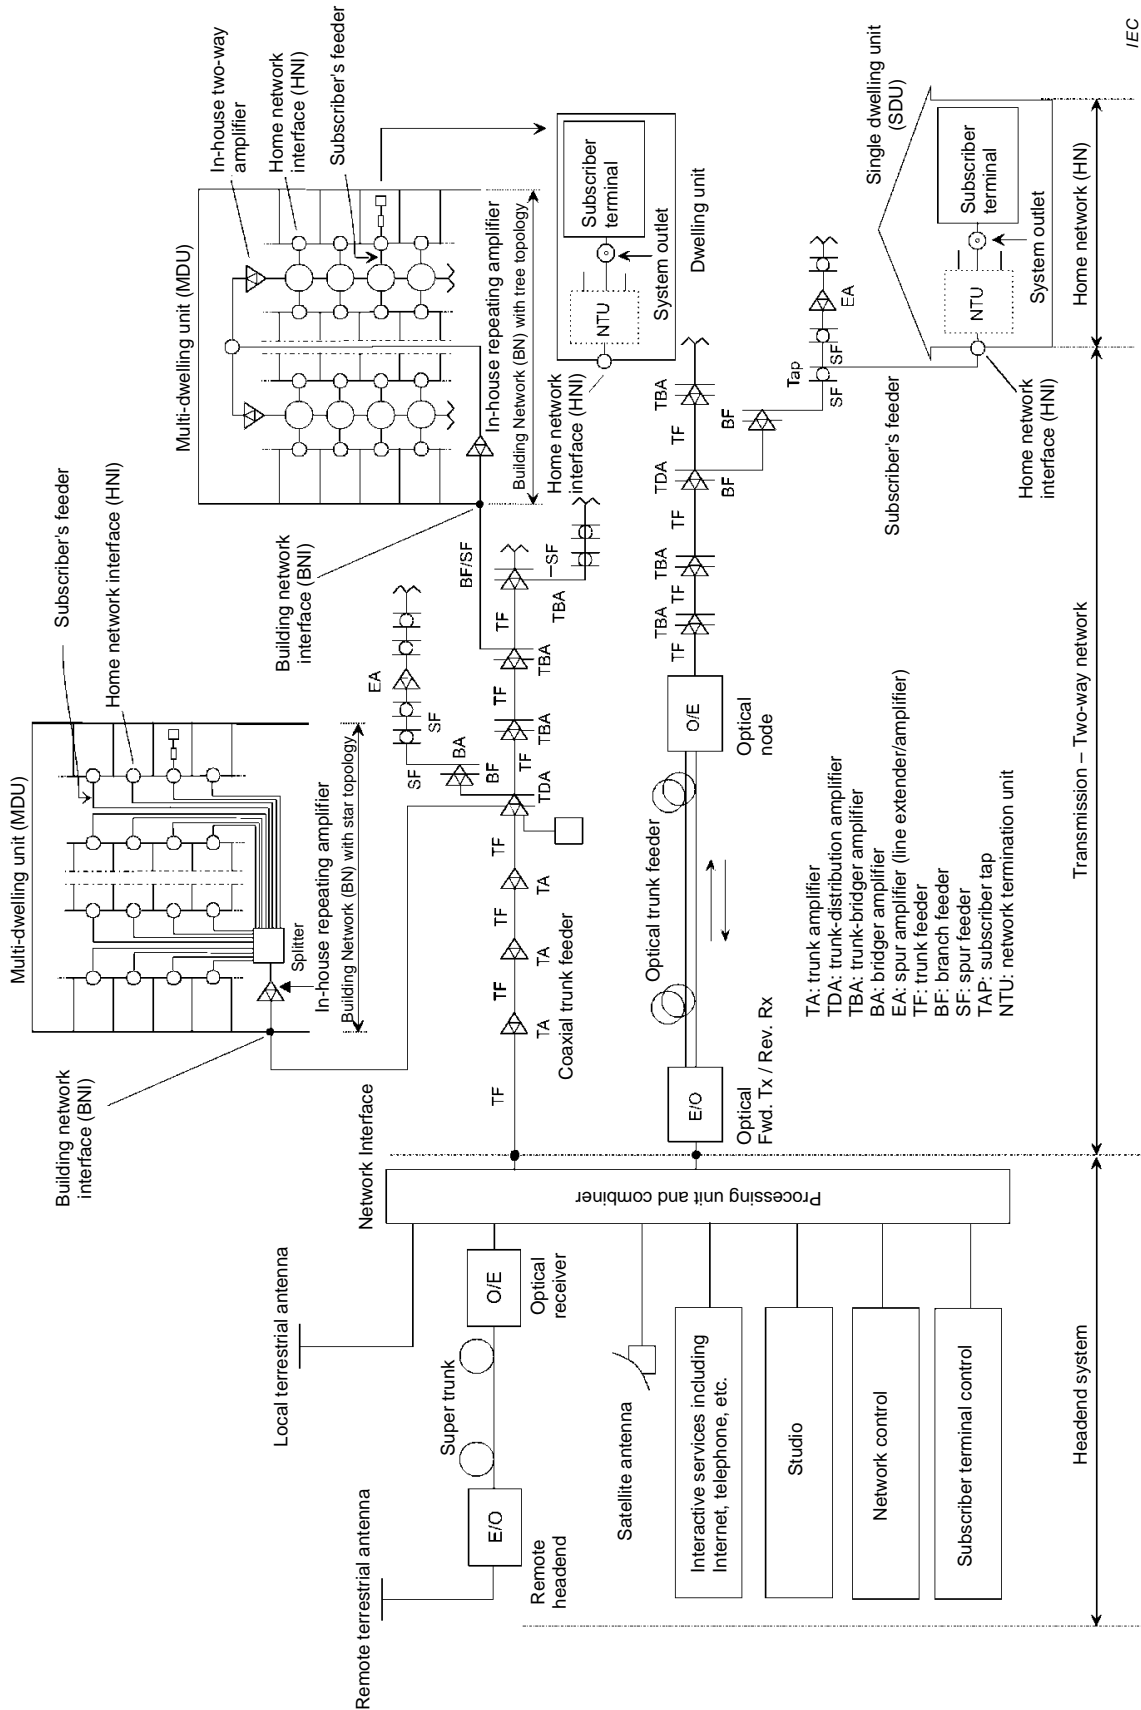 Multi-dwelling unit (MDU)
Subscriber's feeder
Home network interface (HNI)
Splitter
In-house repeating amplifier
Building Network (BN) with star topology
Building network
interface (BNI)
Multi-dwelling unit (MDU)
In-house two-way
amplifier
Home network
interface (HNI)
Subscriber's feeder
In-house repeating amplifier
Building Network (BN) with tree topology
Building network
interface (BNI)
Remote terrestrial antenna
Local terrestrial antenna
Network Interface
E/O
Remote
headend
Super trunk
O/E
Optical
receiver
Satellite antenna
Interactive services including
Internet, telephone, etc.
Studio
Network control
Subscriber terminal control
Processing unit and combiner
TF
TA
TF
TA
TF
TA
TF
Coaxial trunk feeder
TDA
BF
BA
SF
SF
EA
TF
TBA
TF
TBA
BF/SF
TF
TBA
SF
Home network
interface (HNI)
NTU
Subscriber
terminal
System outlet
Dwelling unit
E/O
Optical
Fwd. Tx / Rev. Rx
Optical trunk feeder
O/E
Optical
node
TF
TBA
TF
TBA
TF
TDA
TF
TBA
BF
BF
Tap
SF
SF
EA
Subscriber's feeder
Single dwelling unit
(SDU)
NTU
Subscriber
terminal
System outlet
Home network
interface (HNI)
TA: trunk amplifier
TDA: trunk-distribution amplifier
TBA: trunk-bridger amplifier
BA: bridger amplifier
EA: spur amplifier (line extender/amplifier)
TF: trunk feeder
BF: branch feeder
SF: spur feeder
TAP: subscriber tap
NTU: network termination unit
Headend system
Transmission – Two-way network
Home network (HN)
IEC